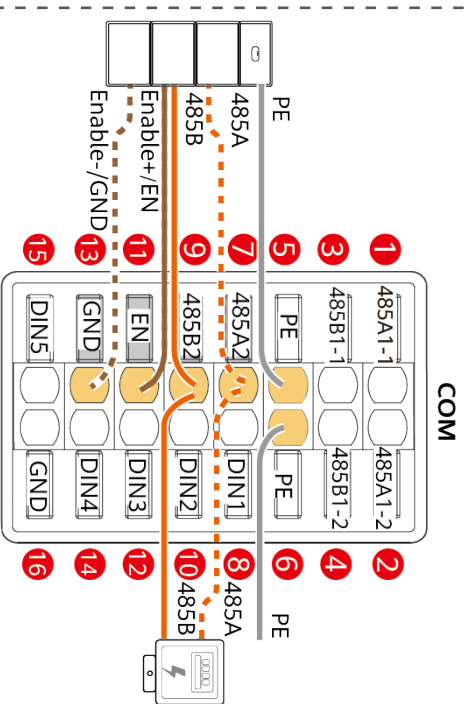 COM
PE
485A
485B
Enable+/EN
Enable-/GND
1
3
5
7
9
11
13
15
485A1-1
485B1-1
PE
485A2
485B2
EN
GND
DIN5
485A1-2
485B1-2
PE
DIN1
DIN2
DIN3
DIN4
GND
2
4
6
8
10
12
14
16
PE
485A
485B